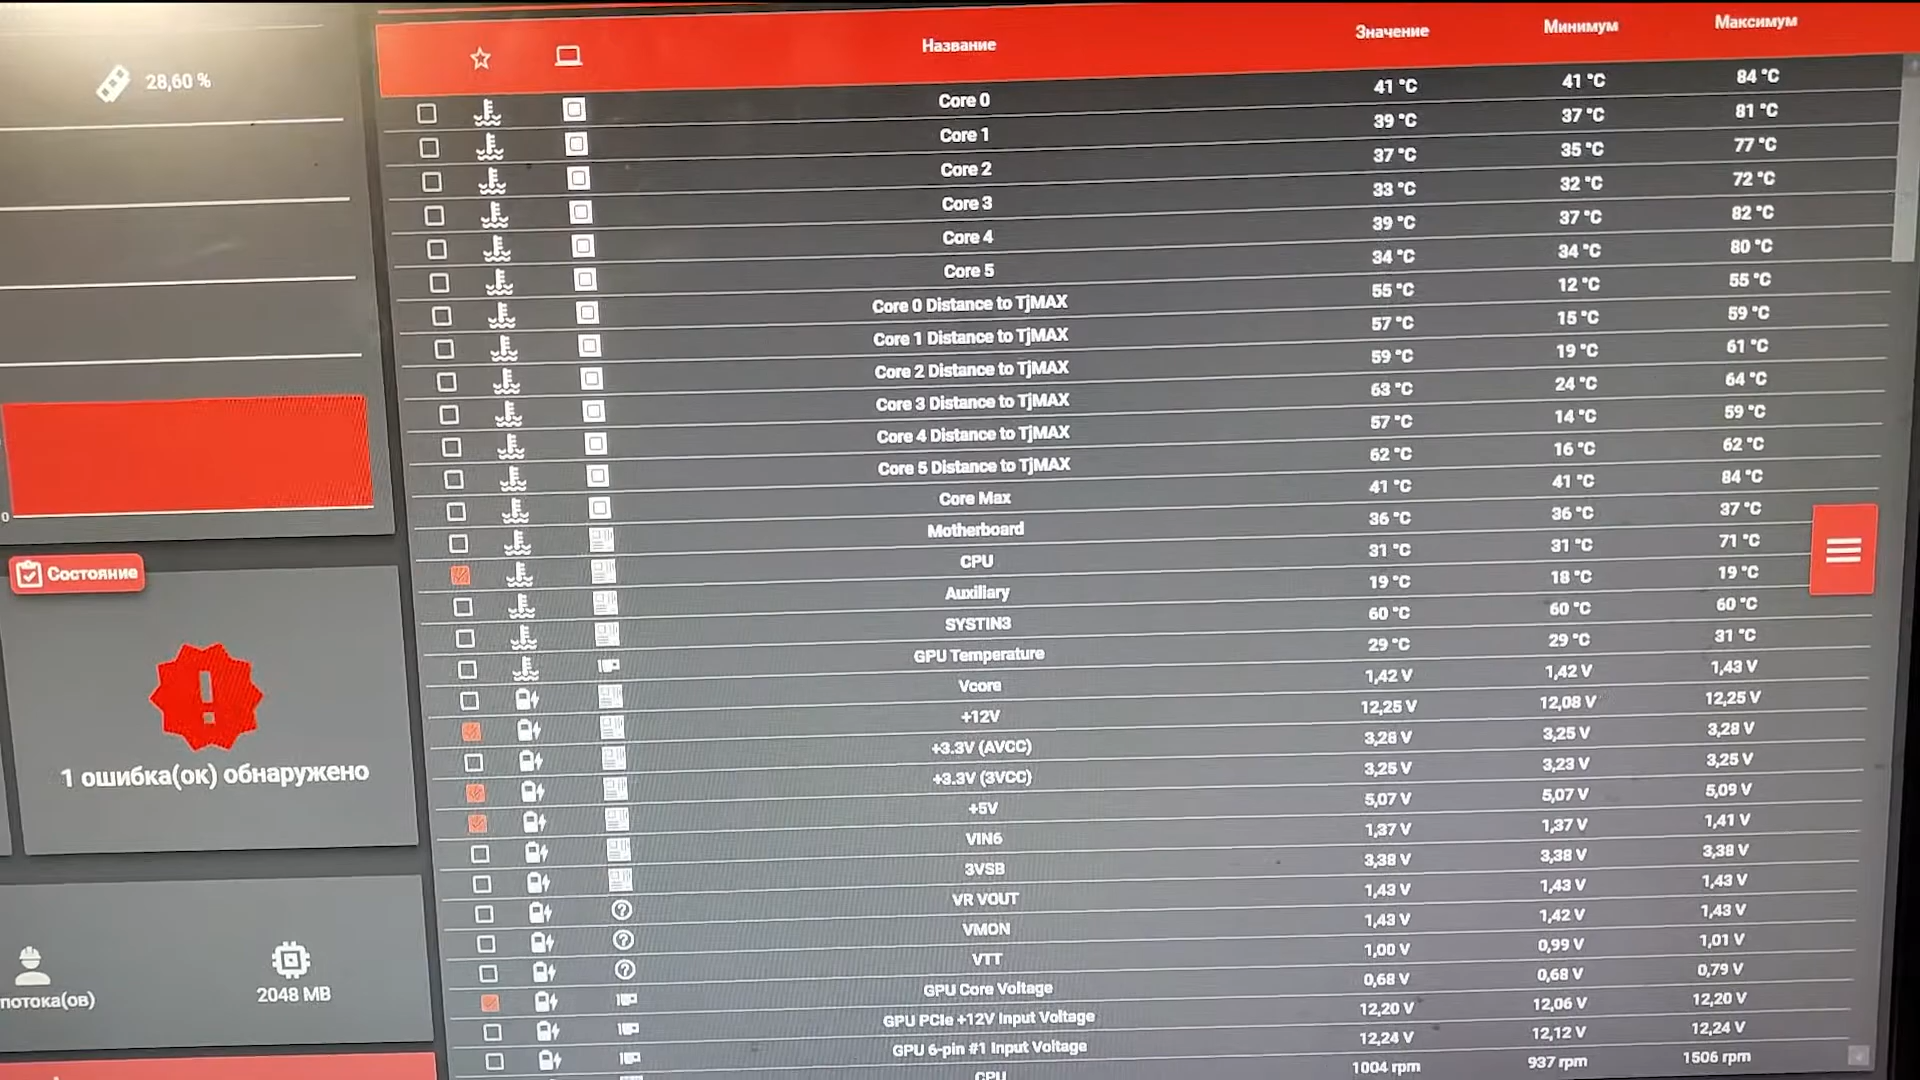 28,60 %
Название Значение Минимум Максимум
Core 0 41 °C 41 °C 84 °C
Core 1 39 °C 37 °C 81 °C
Core 2 37 °C 35 °C 77 °C
Core 3 33 °C 32 °C 72 °C
Core 4 39 °C 37 °C 82 °C
Core 5 34 °C 34 °C 80 °C
Core 0 Distance to TjMAX 55 °C 12 °C 55 °C
Core 1 Distance to TjMAX 57 °C 15 °C 59 °C
Core 2 Distance to TjMAX 59 °C 19 °C 61 °C
Core 3 Distance to TjMAX 63 °C 24 °C 64 °C
Core 4 Distance to TjMAX 57 °C 14 °C 59 °C
Core 5 Distance to TjMAX 62 °C 16 °C 62 °C
Core Max 41 °C 41 °C 84 °C
Motherboard 36 °C 36 °C 37 °C
CPU 31 °C 31 °C 71 °C
Auxiliary 19 °C 18 °C 19 °C
SYSTIN3 60 °C 60 °C 60 °C
GPU Temperature 29 °C 29 °C 31 °C
Vcore 1,42 V 1,42 V 1,43 V
+12V 12,25 V 12,08 V 12,25 V
+3.3V (AVCC) 3,28 V 3,25 V 3,28 V
+3.3V (3VCC) 3,25 V 3,23 V 3,25 V
+5V 5,07 V 5,07 V 5,09 V
VIN6 1,37 V 1,37 V 1,41 V
3VSB 3,38 V 3,38 V 3,38 V
VR VOUT 1,43 V 1,43 V 1,43 V
VMON 1,43 V 1,42 V 1,43 V
VTT 1,00 V 0,99 V 1,01 V
GPU Core Voltage 0,68 V 0,68 V 0,79 V
GPU PCIe +12V Input Voltage 12,20 V 12,06 V 12,20 V
GPU 6-pin #1 Input Voltage 12,24 V 12,12 V 12,24 V
CPU 1004 rpm 937 rpm 1506 rpm
0
Состояние
1 ошибка(ок) обнаружено
потока(ов)
2048 MB